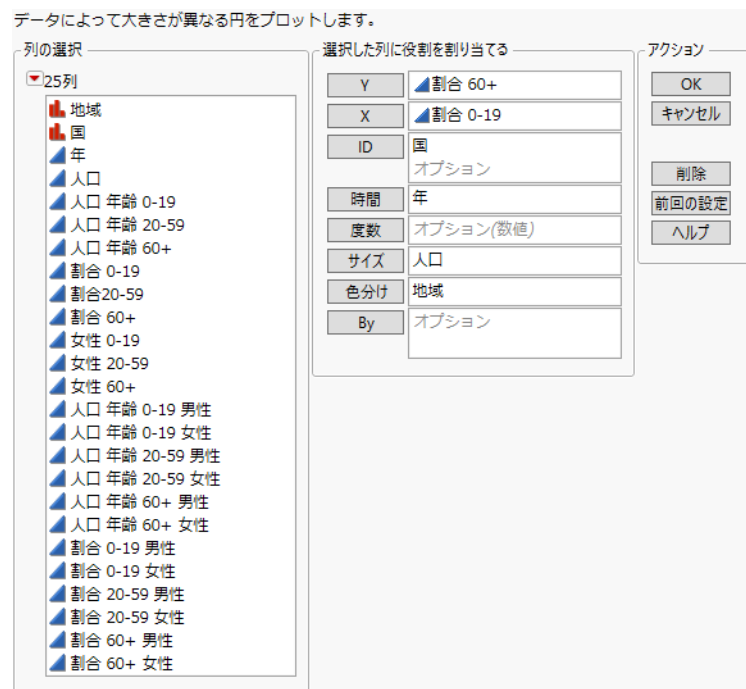 データによって大きさが異なる円をプロットします。
列の選択
25列
地域
国
年
人口
人口 年齢 0-19
人口 年齢 20-59
人口 年齢 60+
割合 0-19
割合20-59
割合 60+
女性 0-19
女性 20-59
女性 60+
人口 年齢 0-19 男性
人口 年齢 0-19 女性
人口 年齢 20-59 男性
人口 年齢 20-59 女性
人口 年齢 60+ 男性
人口 年齢 60+ 女性
割合 0-19 男性
割合 0-19 女性
割合 20-59 男性
割合 20-59 女性
割合 60+ 男性
割合 60+ 女性
選択した列に役割を割り当てる
Y 割合 60+
X 割合 0-19
ID 国
オプション
時間 年
度数 オプション(数値)
サイズ 人口
色分け 地域
By オプション
アクション
OK
キャンセル
削除
前回の設定
ヘルプ